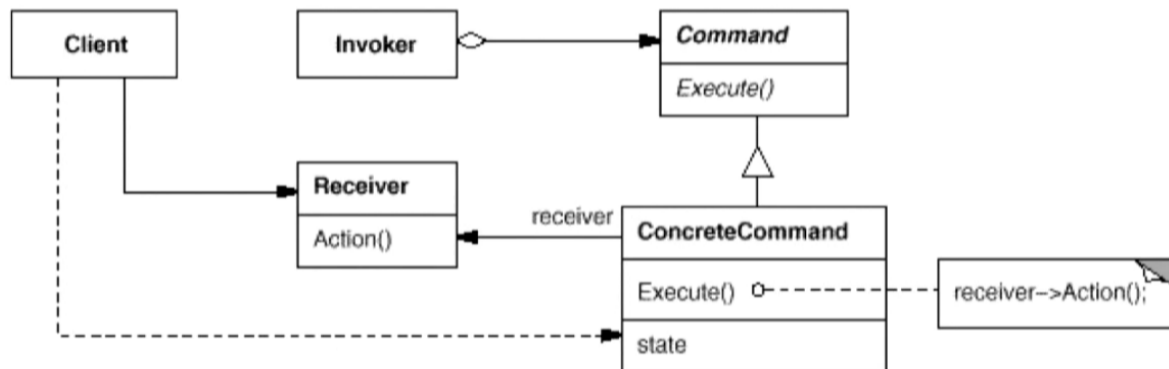 Client
Invoker
Command
Execute()
Receiver
Action()
receiver
ConcreteCommand
Execute()
receiver->Action();
state